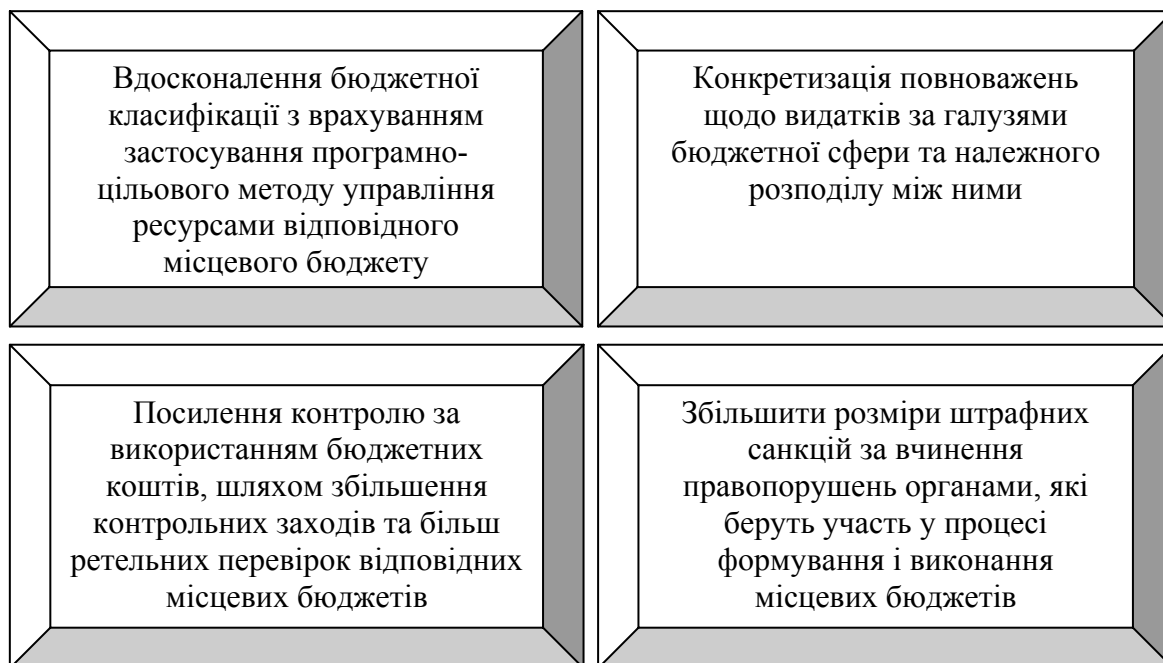 Вдосконалення бюджетної
класифікації з врахуванням
застосування програмно-
цільового методу управління
ресурсами відповідного
місцевого бюджету
Конкретизація повноважень
щодо видатків за галузями
бюджетної сфери та належного
розподілу між ними
Посилення контролю за
використанням бюджетних
коштів, шляхом збільшення
контрольних заходів та більш
ретельних перевірок відповідних
місцевих бюджетів
Збільшити розміри штрафних
санкцій за вчинення
правопорушень органами, які
беруть участь у процесі
формування і виконання
місцевих бюджетів